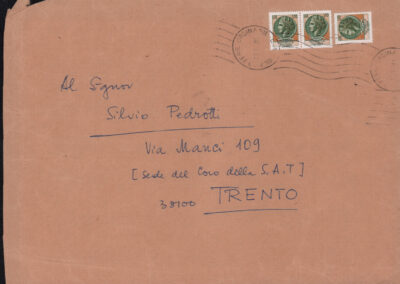 Al Signor
Silvio Pedrotti
Via Manci 109
[Sede del Coro della S.A.T]
38100 TRENTO